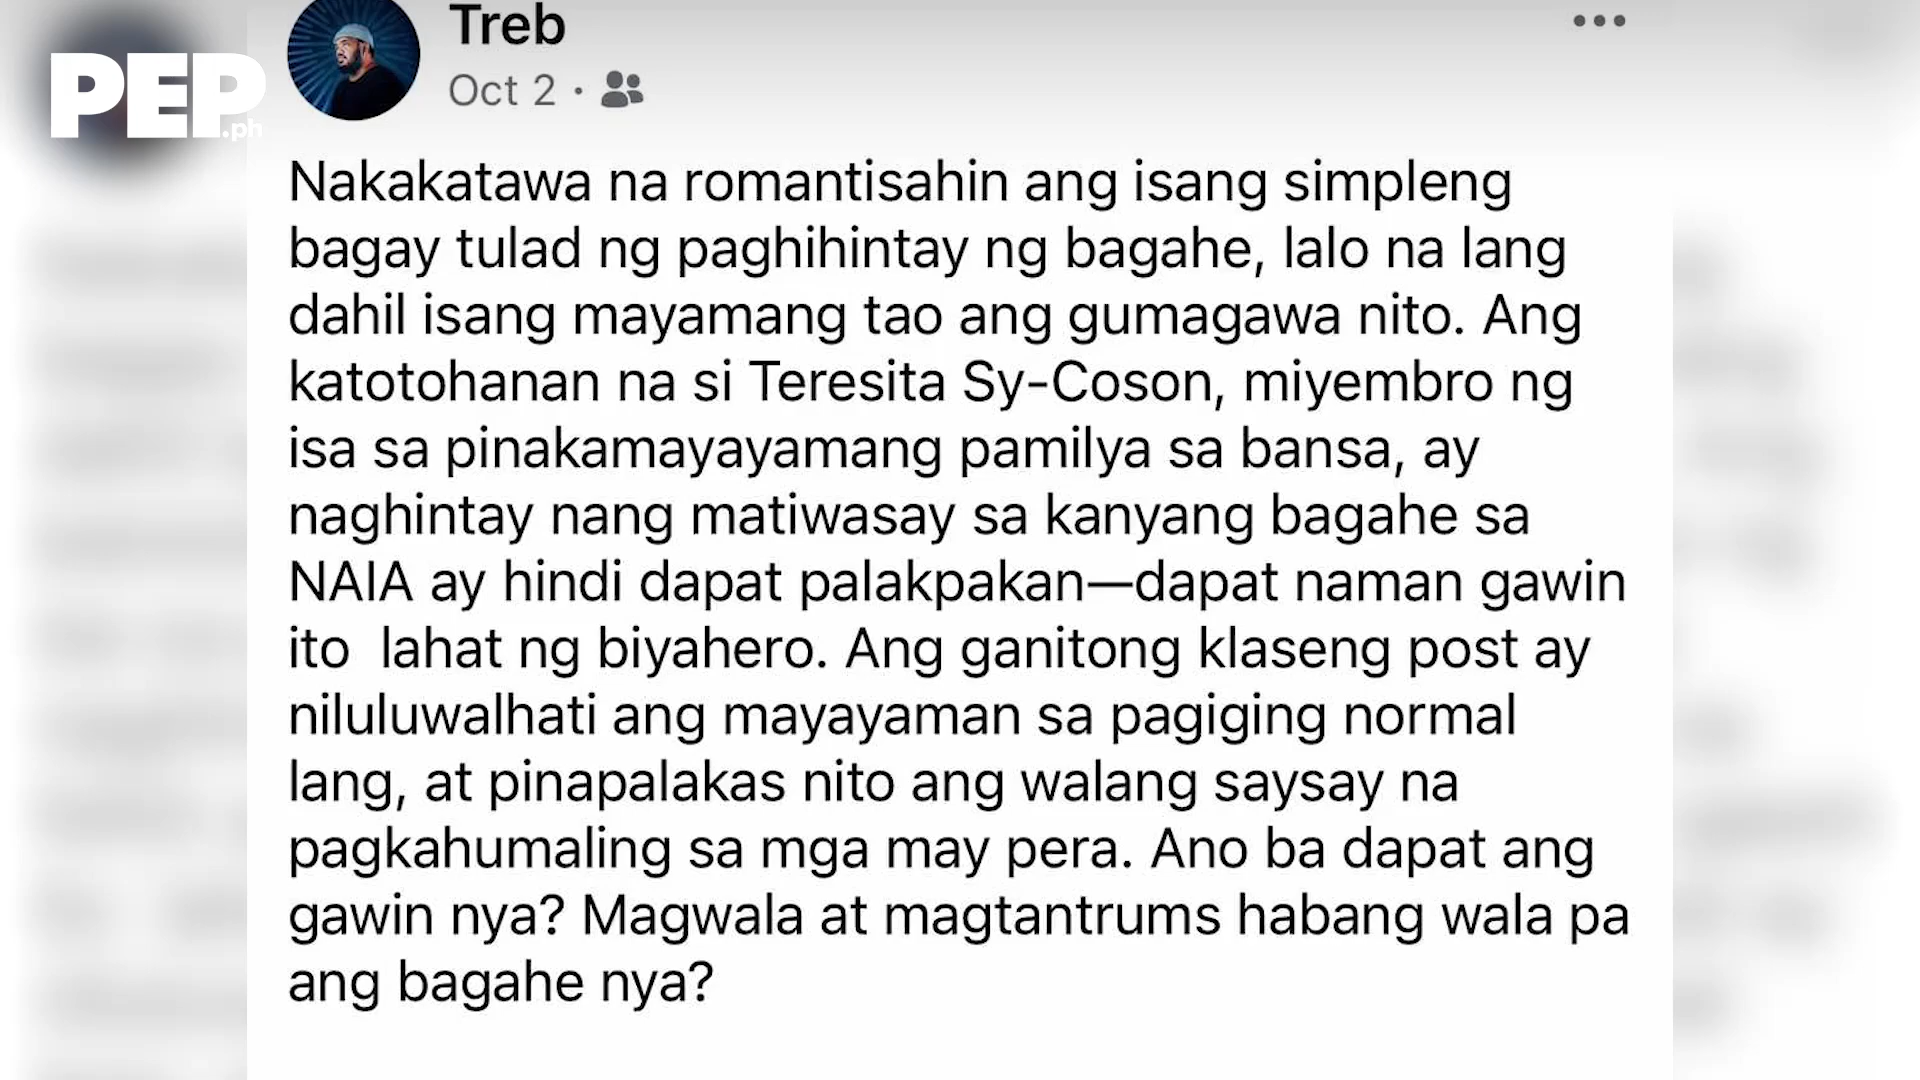 PEP.ph
Treb
Oct 2 ·
Nakakatawa na romantisahin ang isang simpleng
bagay tulad ng paghihintay ng bagahe, lalo na lang
dahil isang mayamang tao ang gumagawa nito. Ang
katotohanan na si Teresita Sy-Coson, miyembro ng
isa sa pinakamayayamang pamilya sa bansa, ay
naghintay nang matiwasay sa kanyang bagahe sa
NAIA ay hindi dapat palakpakan—dapat naman gawin
ito  lahat ng biyahero. Ang ganitong klaseng post ay
niluluwalhati ang mayayaman sa pagiging normal
lang, at pinapalakas nito ang walang saysay na
pagkahumaling sa mga may pera. Ano ba dapat ang
gawin nya? Magwala at magtantrums habang wala pa
ang bagahe nya?